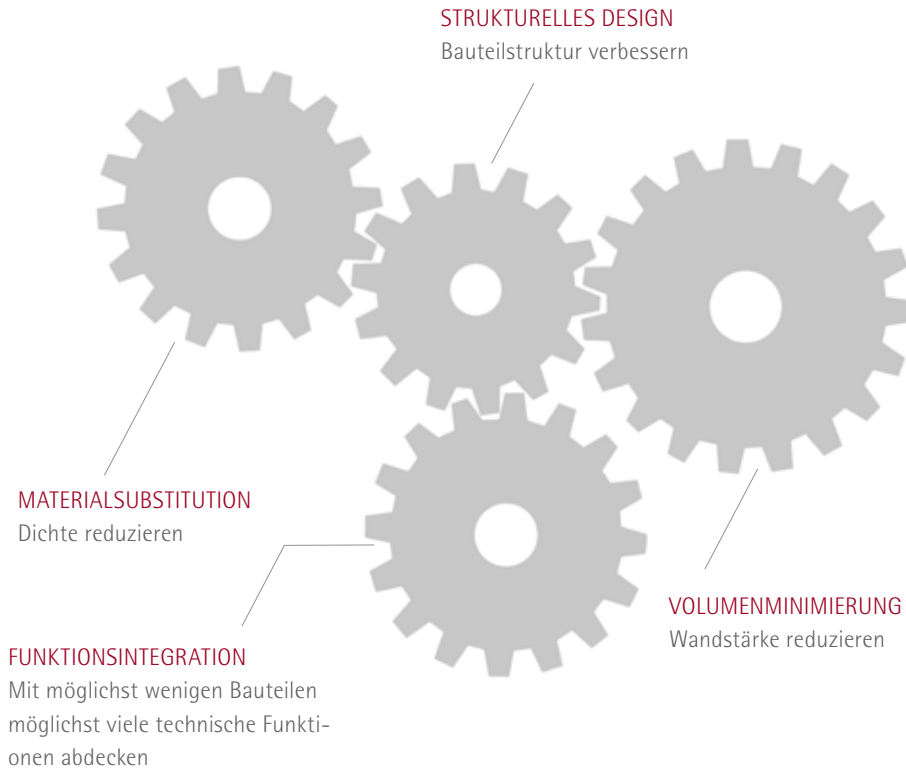 STRUKTURELLES DESIGN
Bauteilstruktur verbessern
MATERIALSUBSTITUTION
Dichte reduzieren
VOLUMENMINIMIERUNG
Wandstärke reduzieren
FUNKTIONSINTEGRATION
Mit möglichst wenigen Bauteilen
möglichst viele technische Funkti-
onen abdecken